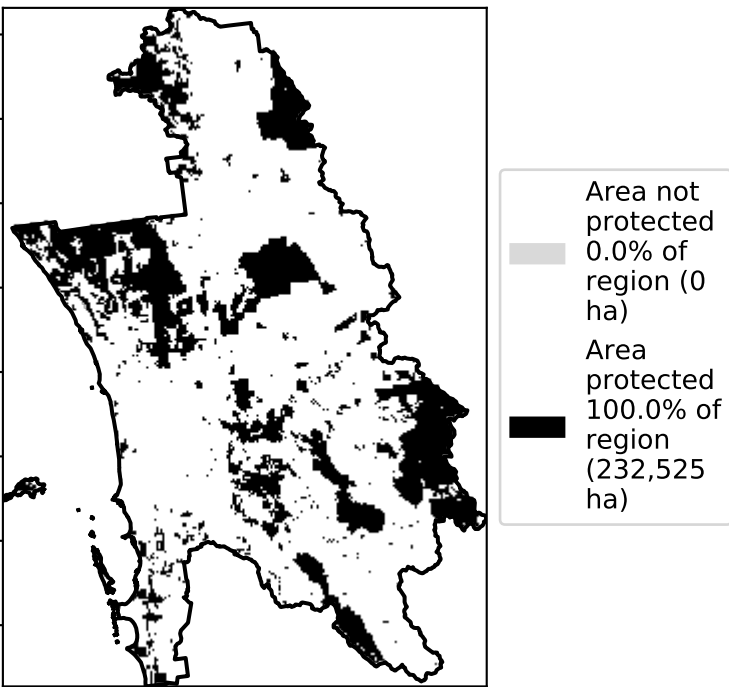 Area not
protected
0.0% of
region (0
ha)
Area
protected
100.0% of
region
(232,525
ha)